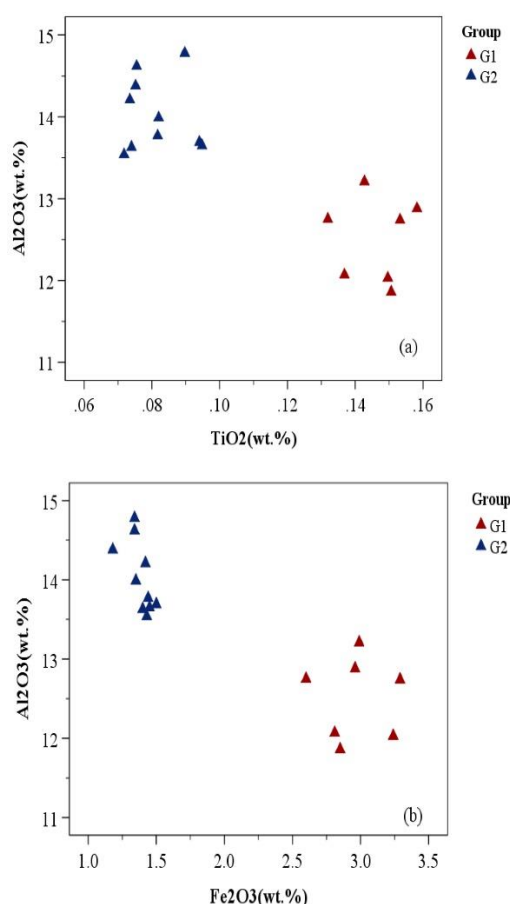 Group
G1
G2
15
14
13
12
11
Al2O3(wt.%)
(a)
.06 .08 .10 .12 .14 .16
TiO2(wt.%)
Group
G1
G2
15
14
13
12
11
Al2O3(wt.%)
(b)
1.0 1.5 2.0 2.5 3.0 3.5
Fe2O3(wt.%)